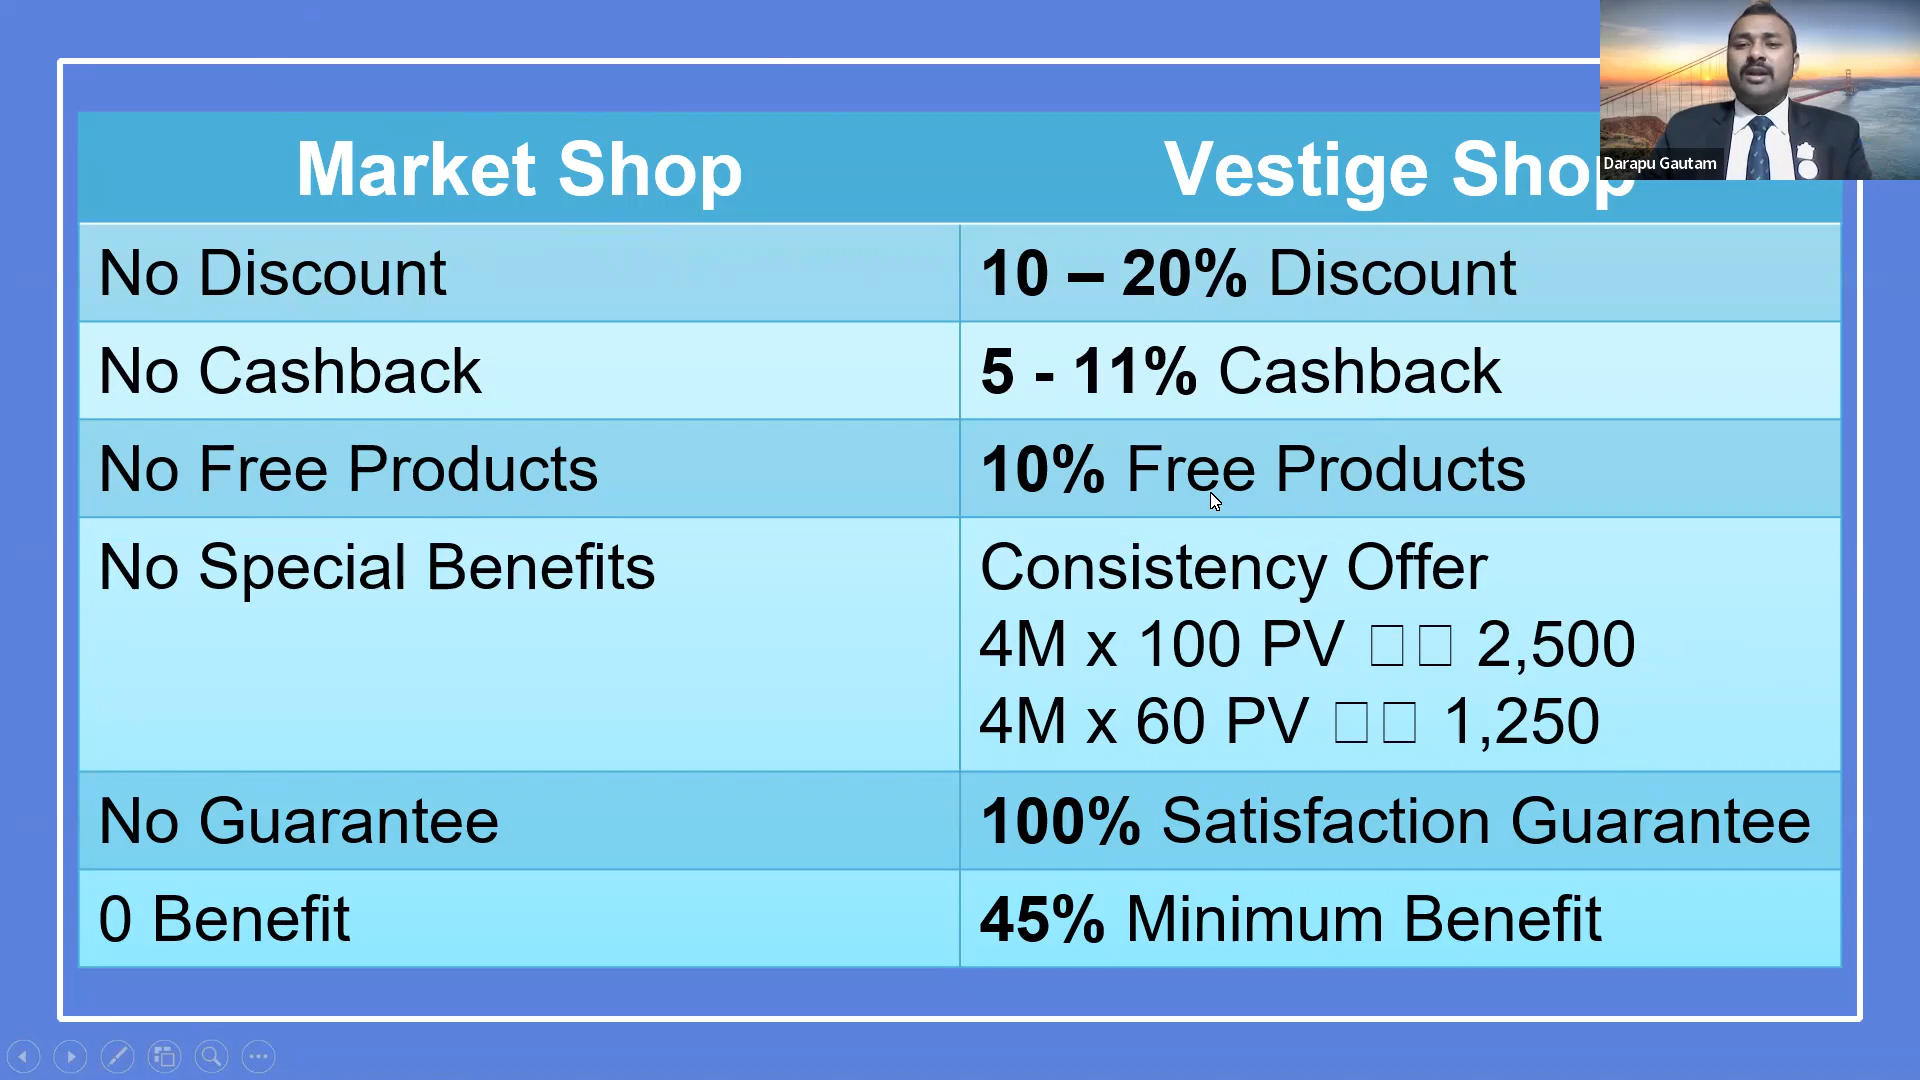 Market Shop
Vestige Shop
Darapu Gautam
No Discount
10 – 20% Discount
No Cashback
5 - 11% Cashback
No Free Products
10% Free Products
No Special Benefits
Consistency Offer
4M x 100 PV □□ 2,500
4M x 60 PV □□ 1,250
No Guarantee
100% Satisfaction Guarantee
0 Benefit
45% Minimum Benefit